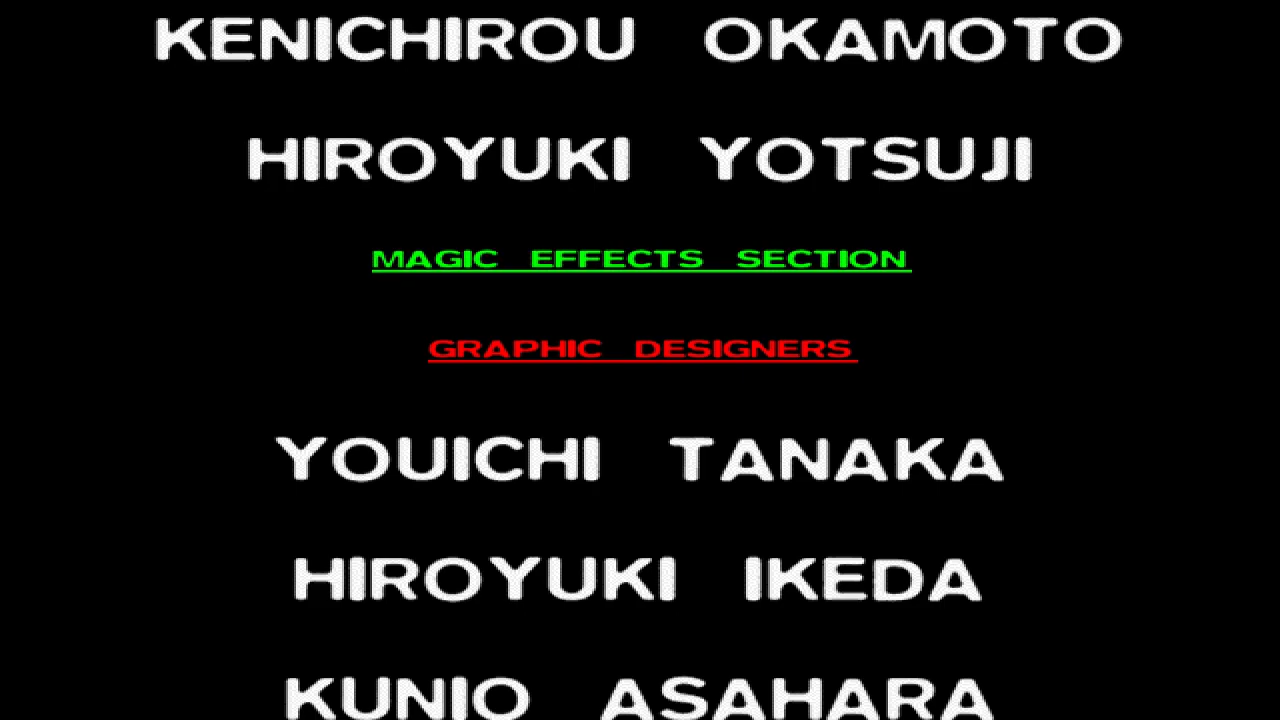 KENICHIROU OKAMOTO
HIROYUKI YOTSUJI
MAGIC EFFECTS SECTION
GRAPHIC DESIGNERS
YOUICHI TANAKA
HIROYUKI IKEDA
KUNIO ASAHARA